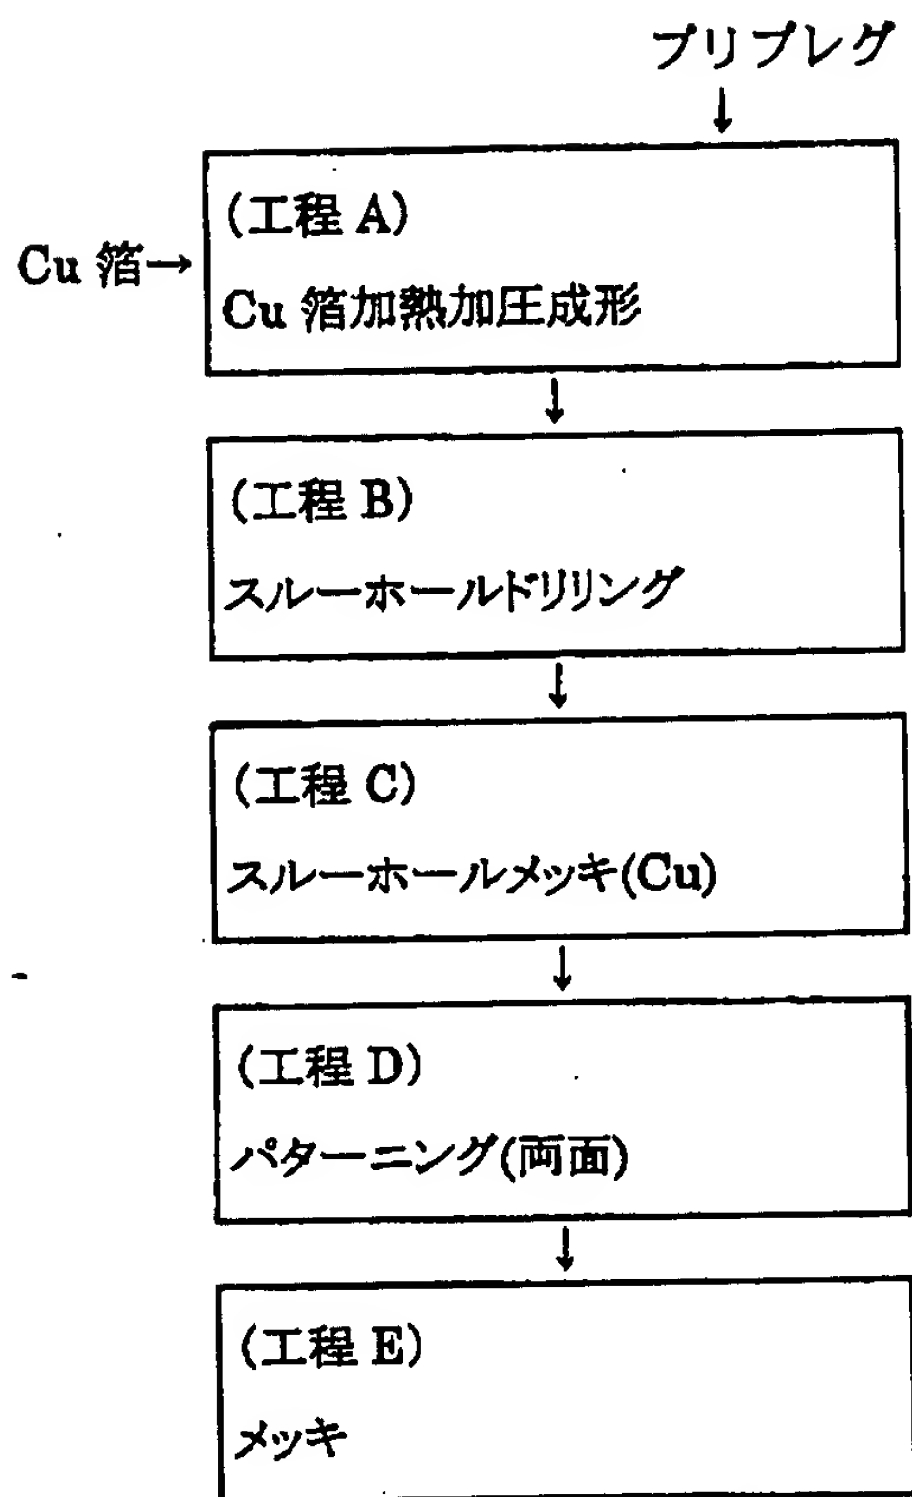 プリプレグ
↓
(工程 A)
Cu 箔→
Cu 箔加熱加圧成形
↓
(工程 B)
スルーホールドリリング
↓
(工程 C)
スルーホールメッキ(Cu)
↓
(工程 D)
パターニング(両面)
↓
(工程 E)
メッキ